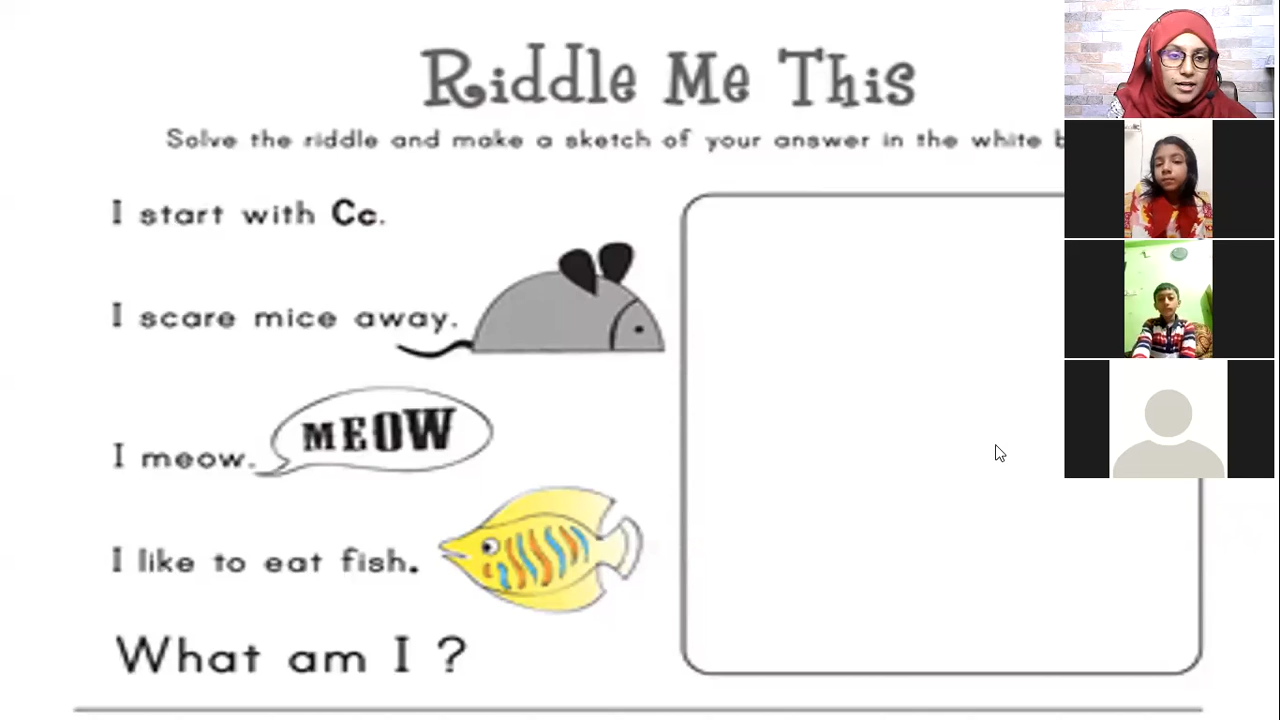 Riddle Me This
Solve the riddle and make a sketch of your answer in the white
I start with Cc.
I scare mice away.
MEOW
I meow.
I like to eat fish.
What am I ?